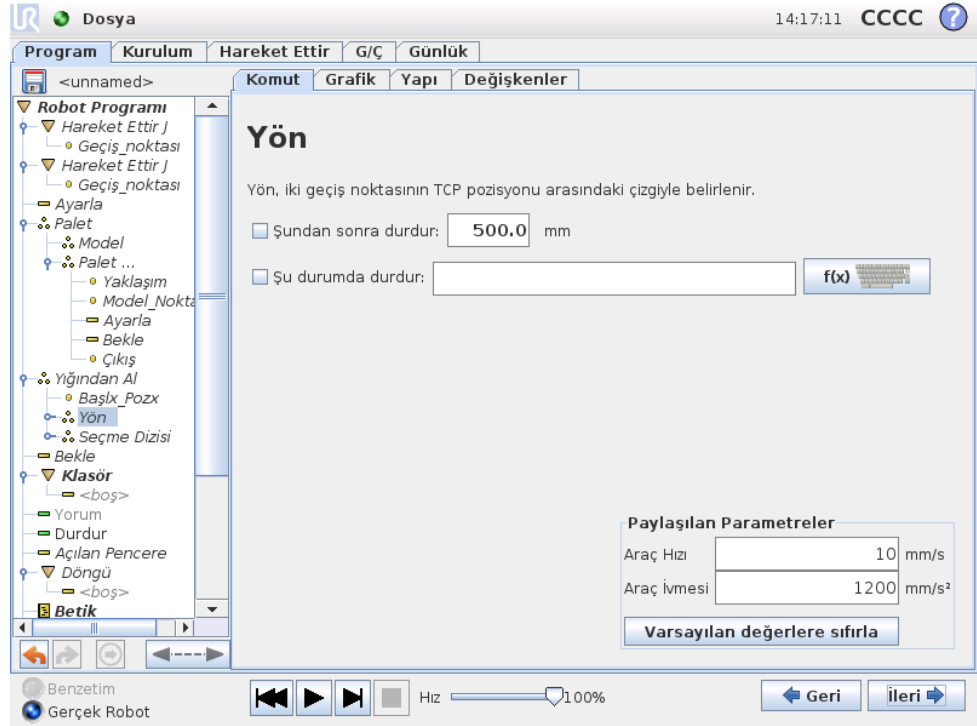 UR Dosya 14:17:11 CCCC ?
Program Kurulum Hareket Ettir G/Ç Günlük
<unnamed>
Komut Grafik Yapı Değişkenler
Robot Programı
Hareket Ettir J
Geçiş_noktası
Hareket Ettir J
Geçiş_noktası
Ayarla
Palet
Model
Palet ...
Yaklaşım
Model_Nokta
Ayarla
Bekle
Çıkış
Yığından Al
Başlx_Pozx
Yön
Seçme Dizisi
Bekle
Klasör
<boş>
Yorum
Durdur
Açılan Pencere
Döngü
<boş>
Betik
Yön
Yön, iki geçiş noktasının TCP pozisyonu arasındaki çizgiyle belirlenir.
Şundan sonra durdur: 500.0 mm
Şu durumda durdur: f(x)
Paylaşılan Parametreler
Araç Hızı 10 mm/s
Araç İvmesi 1200 mm/s²
Varsayılan değerlere sıfırla
Benzetim
Gerçek Robot
Hız 100%
Geri İleri